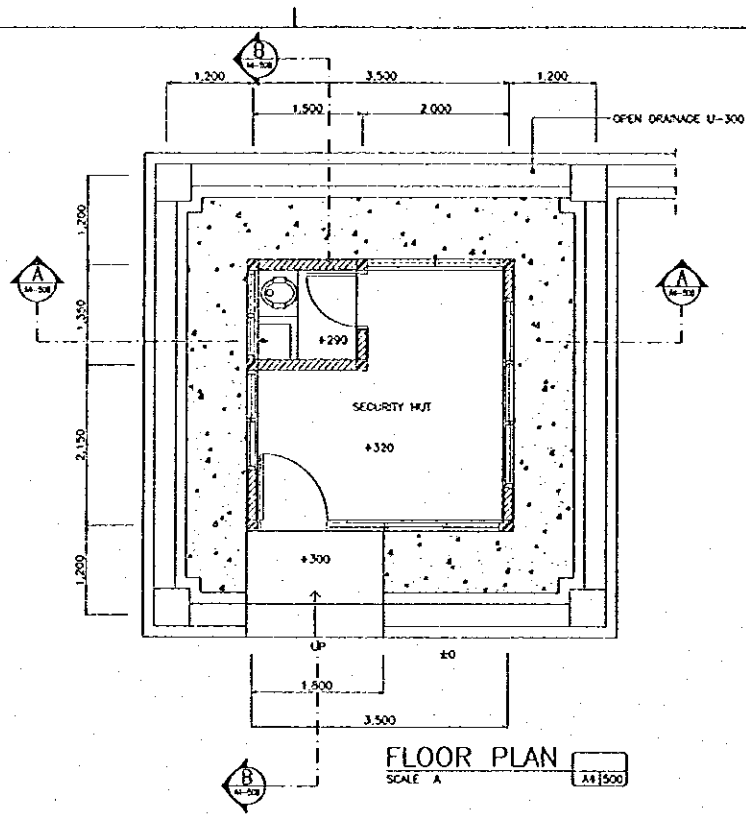 B
A4-508
1,200
3,500
1,200
1,500
2,000
OPEN DRAINAGE U-300
1,200
A
A4-508
A
A4-508
1,350
+290
SECURITY HUT
2,150
+320
1,200
+300
UP
±0
1,800
3,500
B
A4-508
FLOOR PLAN
SCALE A
A4 500